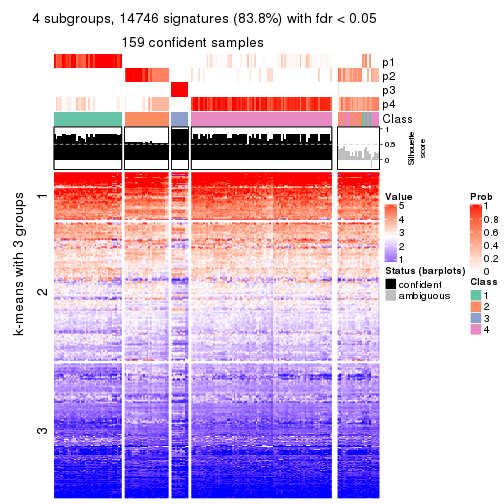 4 subgroups, 14746 signatures (83.8%) with fdr < 0.05
159 confident samples
p1
p2
p3
p4
Class
1
0.5
0
Silhouette
score
k-means with 3 groups
1
2
3
Value
5
4
3
2
1
Status (barplots)
confident
ambiguous
Prob
1
0.8
0.6
0.4
0.2
0
Class
1
2
3
4